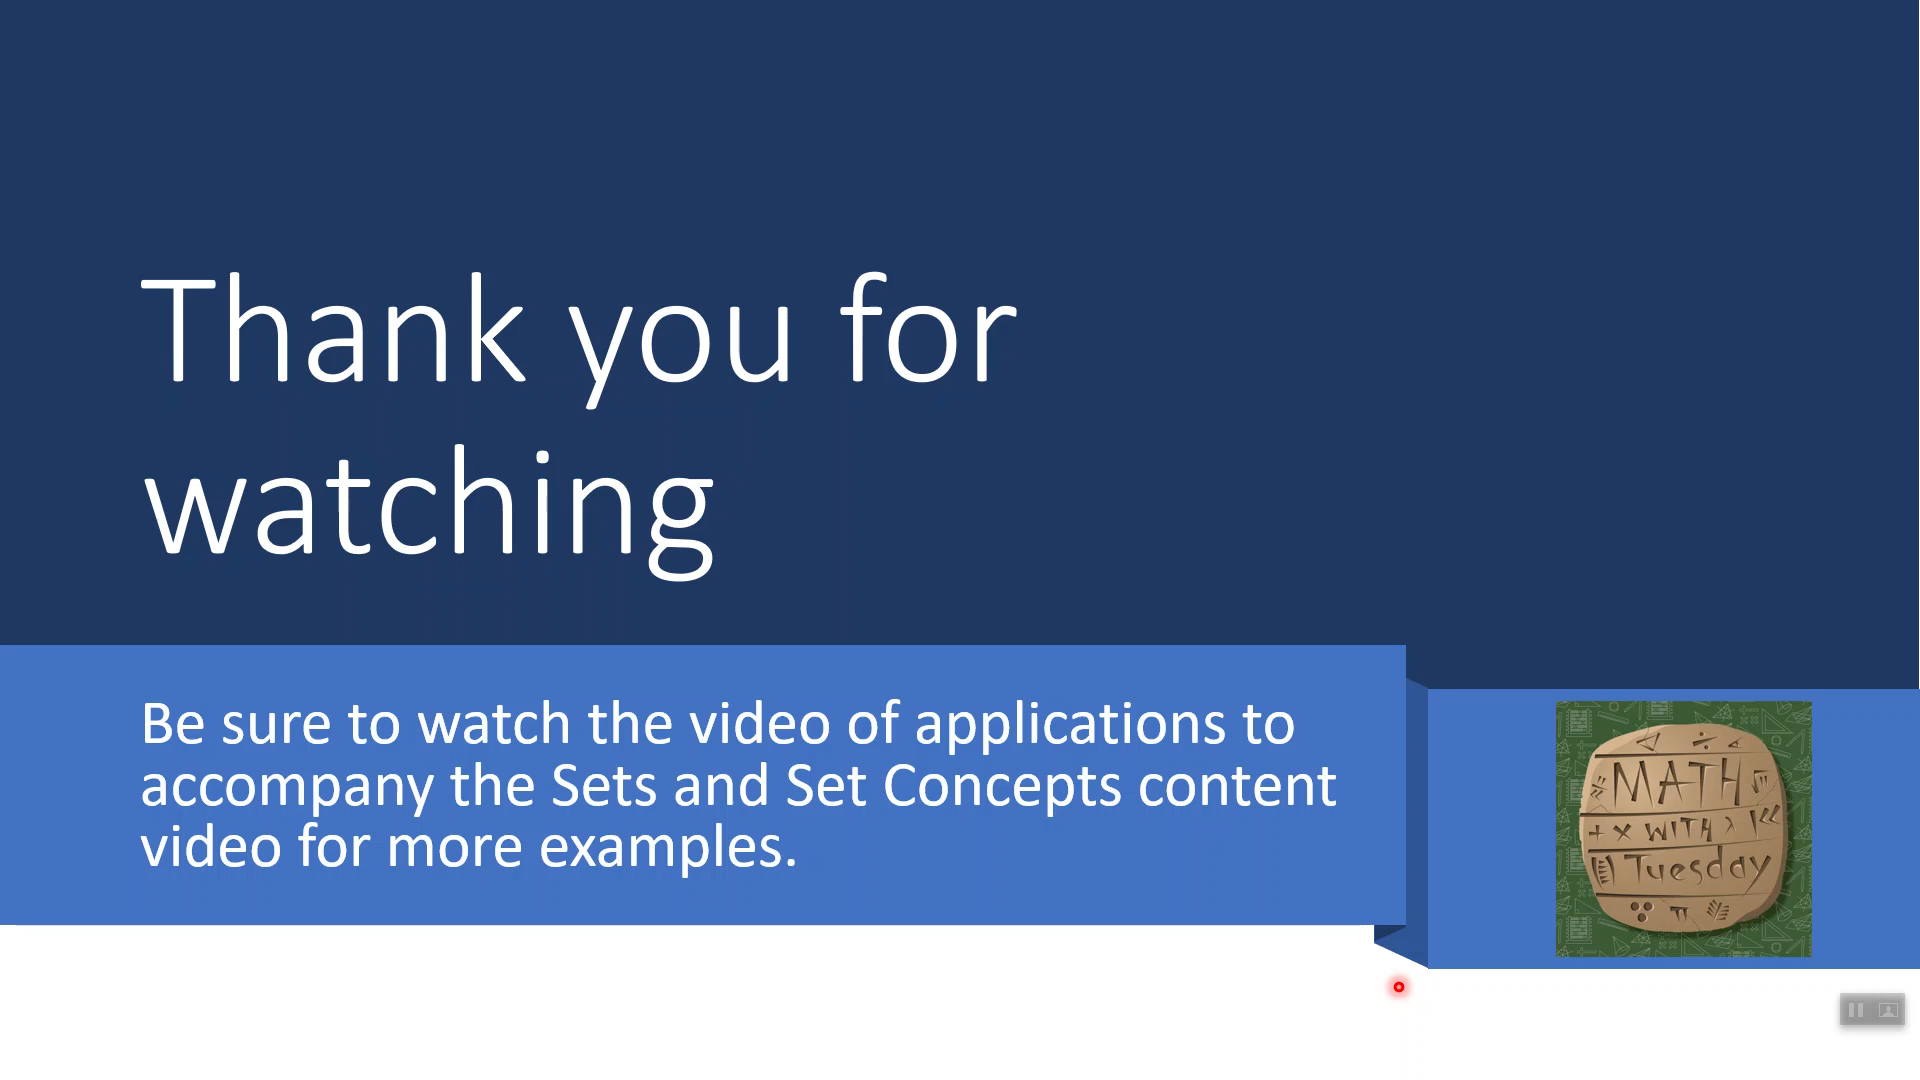 Thank you for
watching
Be sure to watch the video of applications to
accompany the Sets and Set Concepts content
video for more examples.
MATH
+ × WITH
Tuesday
π